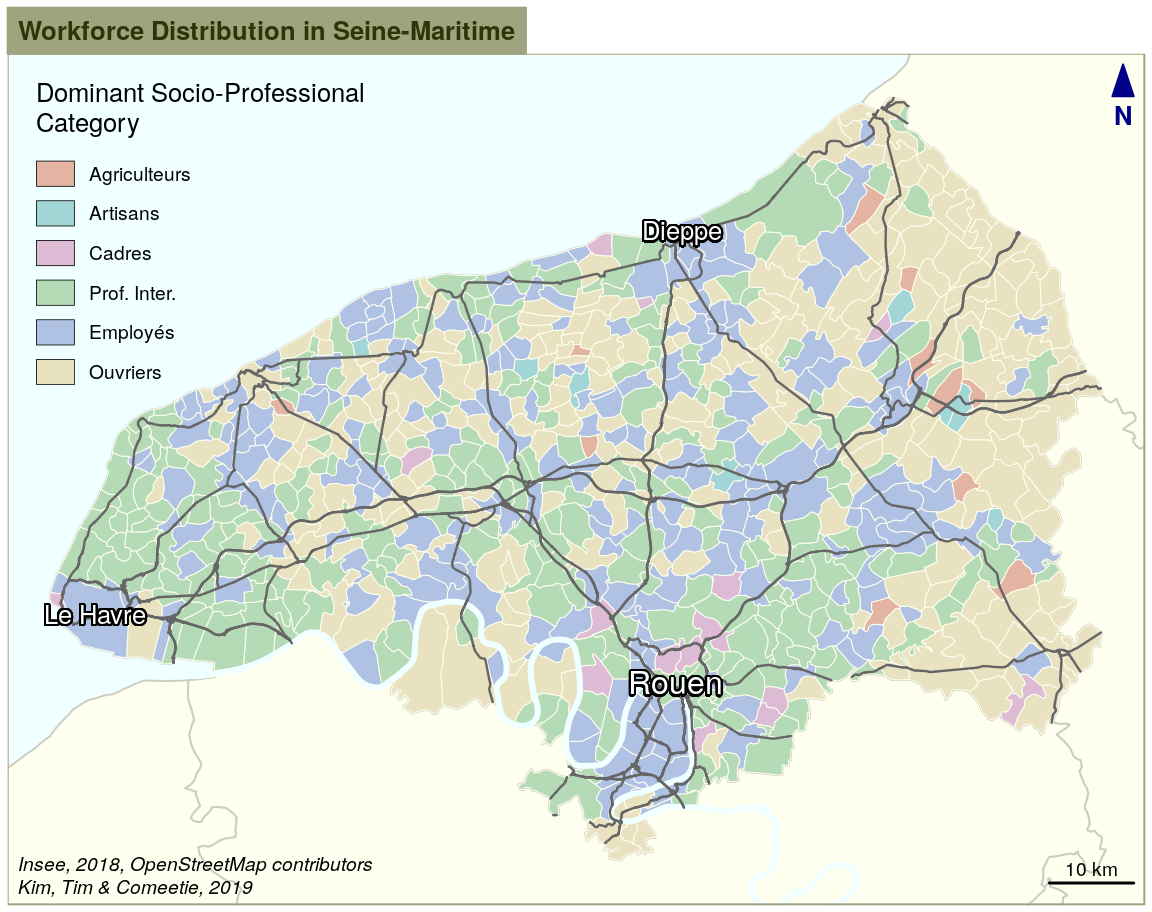 Workforce Distribution in Seine-Maritime
Dominant Socio-Professional
Category
Agriculteurs
Artisans
Cadres
Prof. Inter.
Employés
Ouvriers
N
Dieppe
Le Havre
Rouen
Insee, 2018, OpenStreetMap contributors
Kim, Tim & Comeetie, 2019
10 km